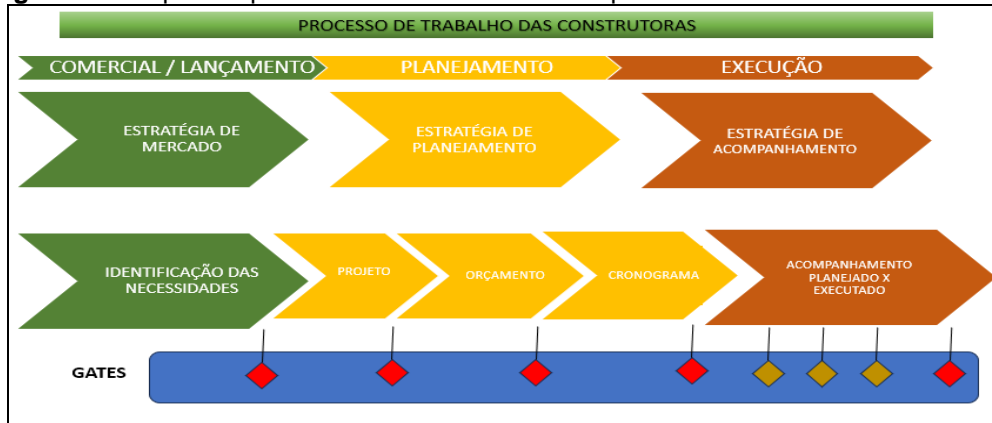 PROCESSO DE TRABALHO DAS CONSTRUTORAS
COMERCIAL / LANÇAMENTO
PLANEJAMENTO
EXECUÇÃO
ESTRATÉGIA DE
MERCADO
ESTRATÉGIA DE
PLANEJAMENTO
ESTRATÉGIA DE
ACOMPANHAMENTO
IDENTIFICAÇÃO DAS
NECESSIDADES
PROJETO
ORÇAMENTO
CRONOGRAMA
ACOMPANHAMENTO
PLANEJADO X
EXECUTADO
GATES